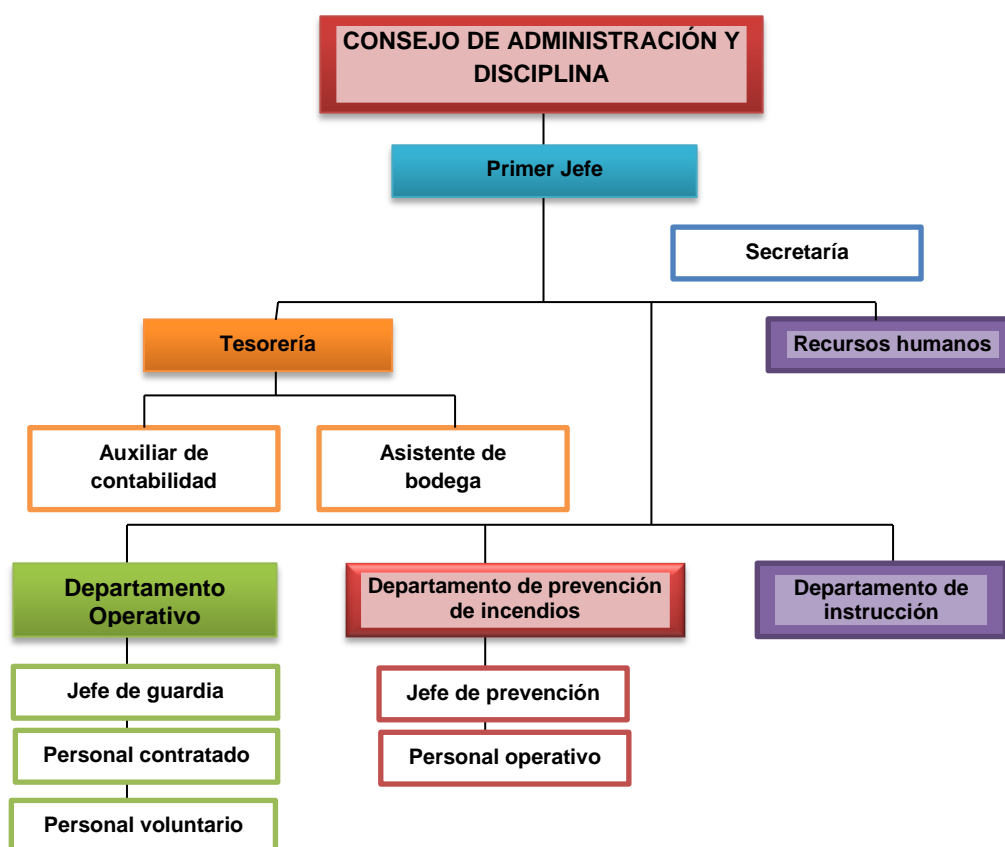 CONSEJO DE ADMINISTRACIÓN Y
DISCIPLINA
Primer Jefe
Secretaría
Tesorería
Recursos humanos
Auxiliar de
contabilidad
Asistente de
bodega
Departamento
Operativo
Departamento de prevención
de incendios
Departamento de
instrucción
Jefe de guardia
Jefe de prevención
Personal contratado
Personal operativo
Personal voluntario